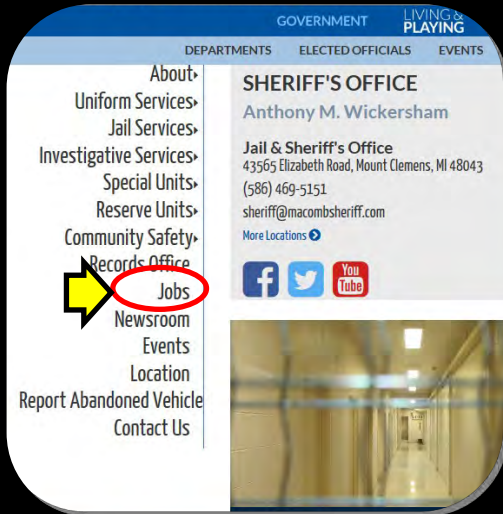 GOVERNMENT
LIVING &
PLAYING
DEPARTMENTS ELECTED OFFICIALS EVENTS
About
Uniform Services
Jail Services
Investigative Services
Special Units
Reserve Units
Community Safety
Records Office
Jobs
Newsroom
Events
Location
Report Abandoned Vehicle
Contact Us
SHERIFF'S OFFICE
Anthony M. Wickersham
Jail & Sheriff's Office
43565 Elizabeth Road, Mount Clemens, MI 48043
(586) 469-5151
sheriff@macombsheriff.com
More Locations
You
Tube